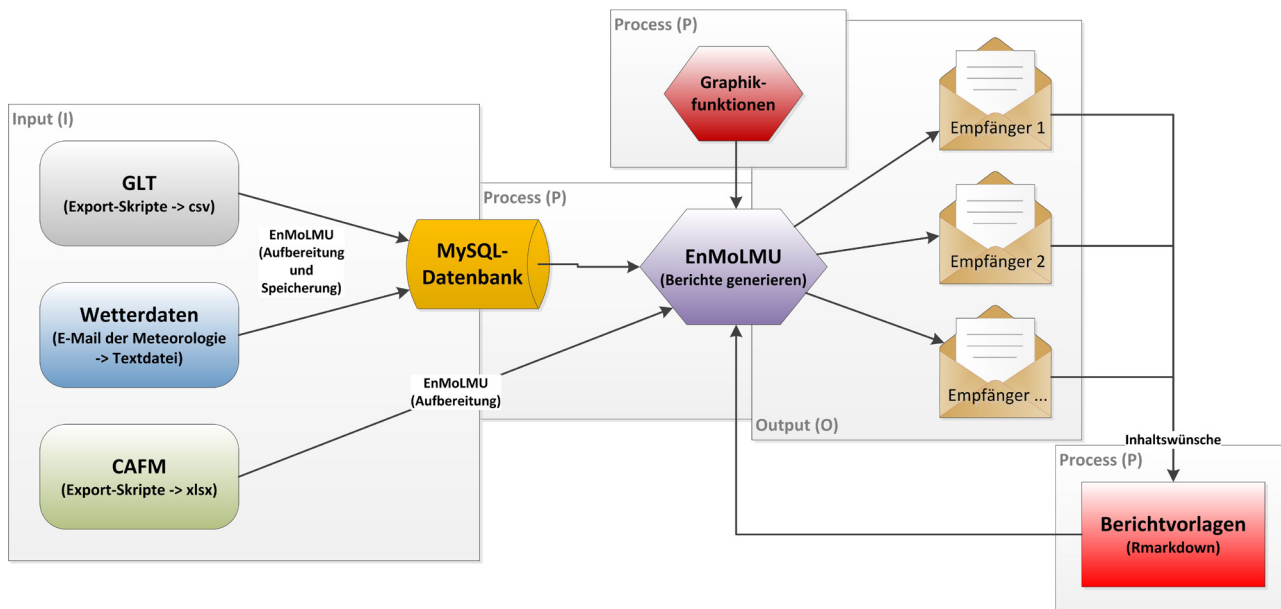 Input (I)
GLT
(Export-Skripte -> csv)
EnMoLMU
(Aufbereitung
und
Speicherung)
Wetterdaten
(E-Mail der Meteorologie
-> Textdatei)
EnMoLMU
(Aufbereitung)
CAFM
(Export-Skripte -> xlsx)
Process (P)
MySQL-
Datenbank
Process (P)
Graphik-
funktionen
EnMoLMU
(Berichte generieren)
Empfänger 1
Empfänger 2
Empfänger ...
Output (O)
Inhaltswünsche
Process (P)
Berichtvorlagen
(Rmarkdown)